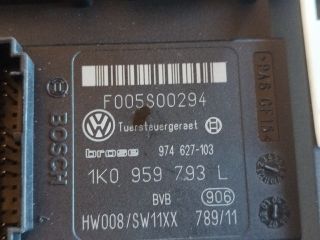 F005S00294
Tuersteuergeraet
brose 974 627-103
1K0 959 793 L
BVB 906
HW008/SW11XX 789/11
BOSCH